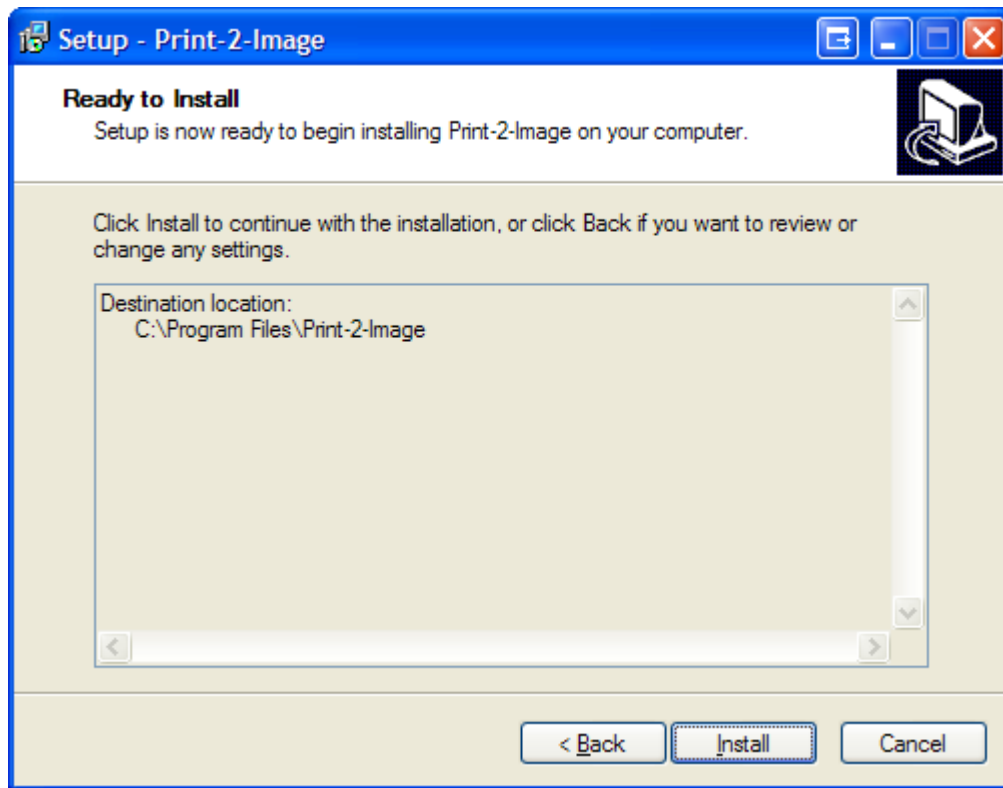 Setup - Print-2-Image
Ready to Install
Setup is now ready to begin installing Print-2-Image on your computer.
Click Install to continue with the installation, or click Back if you want to review or
change any settings.
Destination location:
C:\Program Files\Print-2-Image
< Back
Install
Cancel